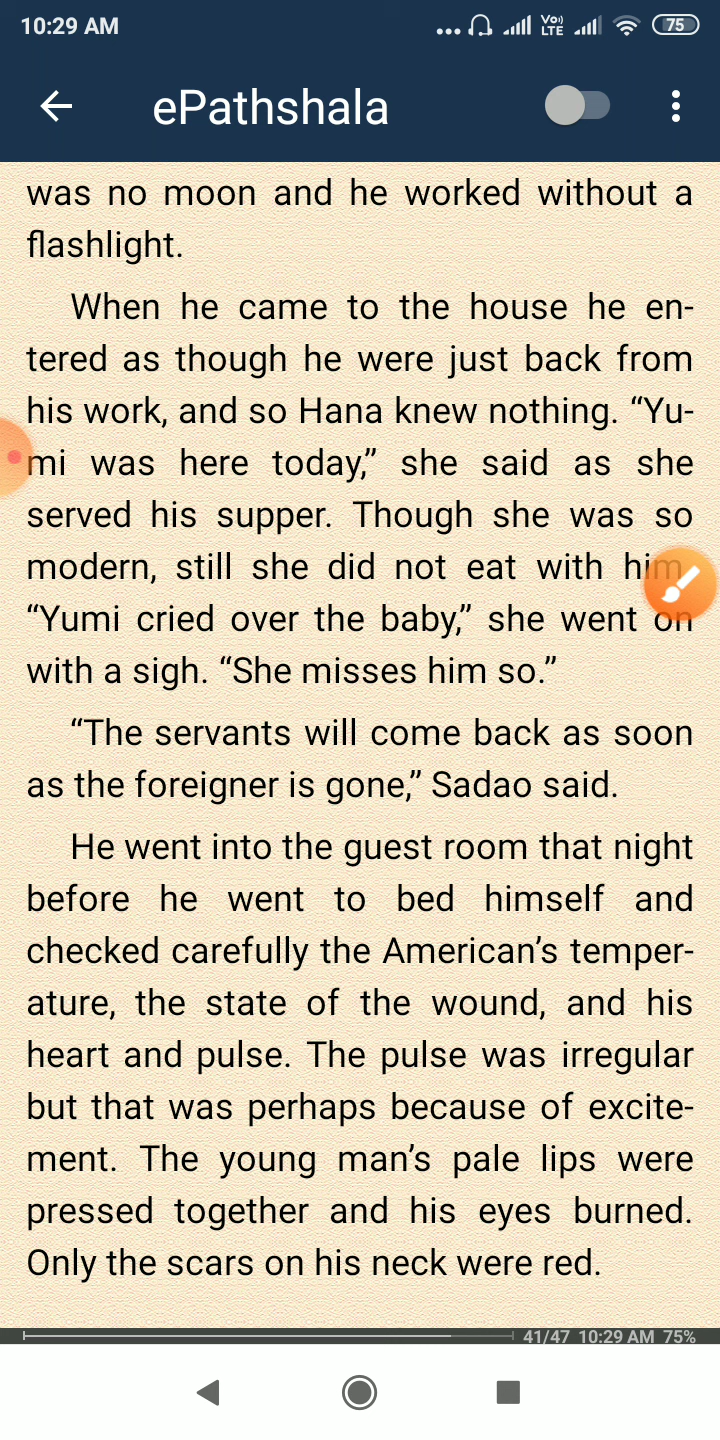 10:29 AM
Vo)) LTE
75
ePathshala
was no moon and he worked without a
flashlight.
When he came to the house he en-
tered as though he were just back from
his work, and so Hana knew nothing. “Yu-
mi was here today,” she said as she
served his supper. Though she was so
modern, still she did not eat with him
“Yumi cried over the baby,” she went on
with a sigh. “She misses him so.”
“The servants will come back as soon
as the foreigner is gone,” Sadao said.
He went into the guest room that night
before he went to bed himself and
checked carefully the American’s temper-
ature, the state of the wound, and his
heart and pulse. The pulse was irregular
but that was perhaps because of excite-
ment. The young man’s pale lips were
pressed together and his eyes burned.
Only the scars on his neck were red.
41/47 10:29 AM 75%